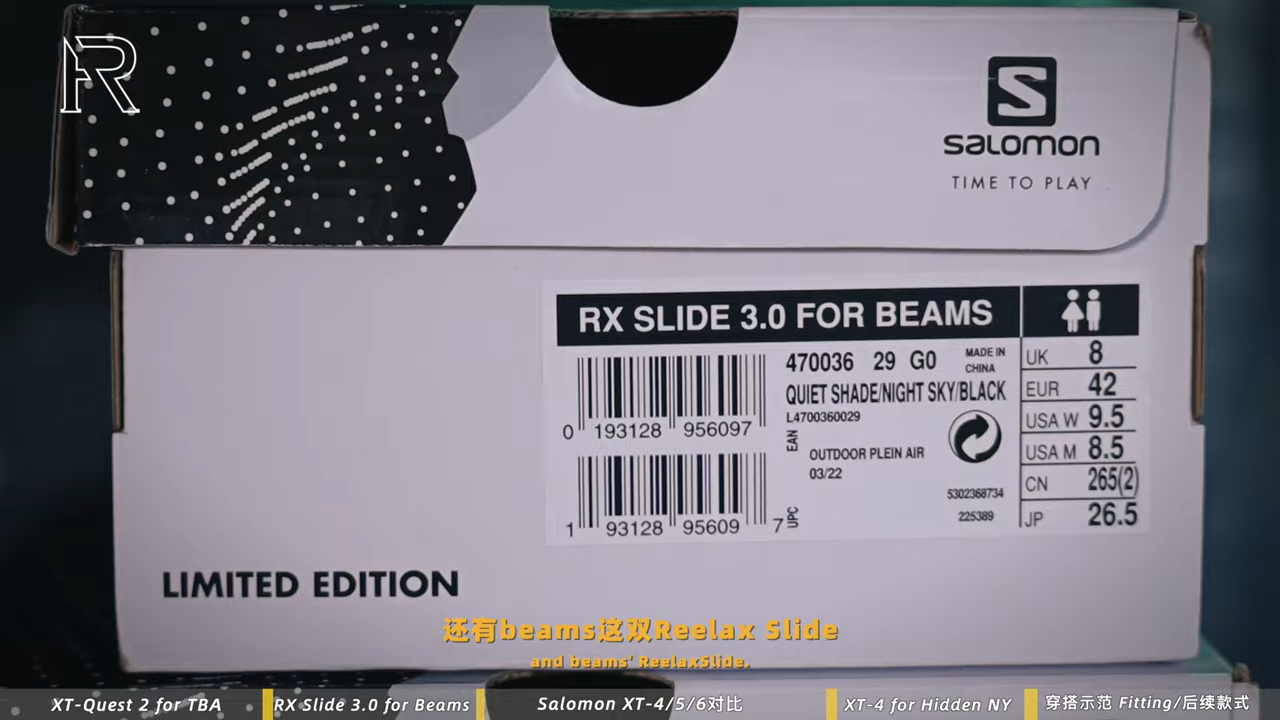 R
S
SALOMON
TIME TO PLAY
RX SLIDE 3.0 FOR BEAMS
470036 29 G0
MADE IN CHINA
QUIET SHADE/NIGHT SKY/BLACK
L4700360029
0 193128 956097
EAN
OUTDOOR PLEIN AIR
03/22
5302368734
225389
1 93128 95609 7
UPC
UK 8
EUR 42
USA W 9.5
USA M 8.5
CN 265(2)
JP 26.5
LIMITED EDITION
还有beams这双Reelax Slide
and beams' ReelaxSlide.
XT-Quest 2 for TBA
RX Slide 3.0 for Beams
Salomon XT-4/5/6对比
XT-4 for Hidden NY
穿搭示范 Fitting/后续款式